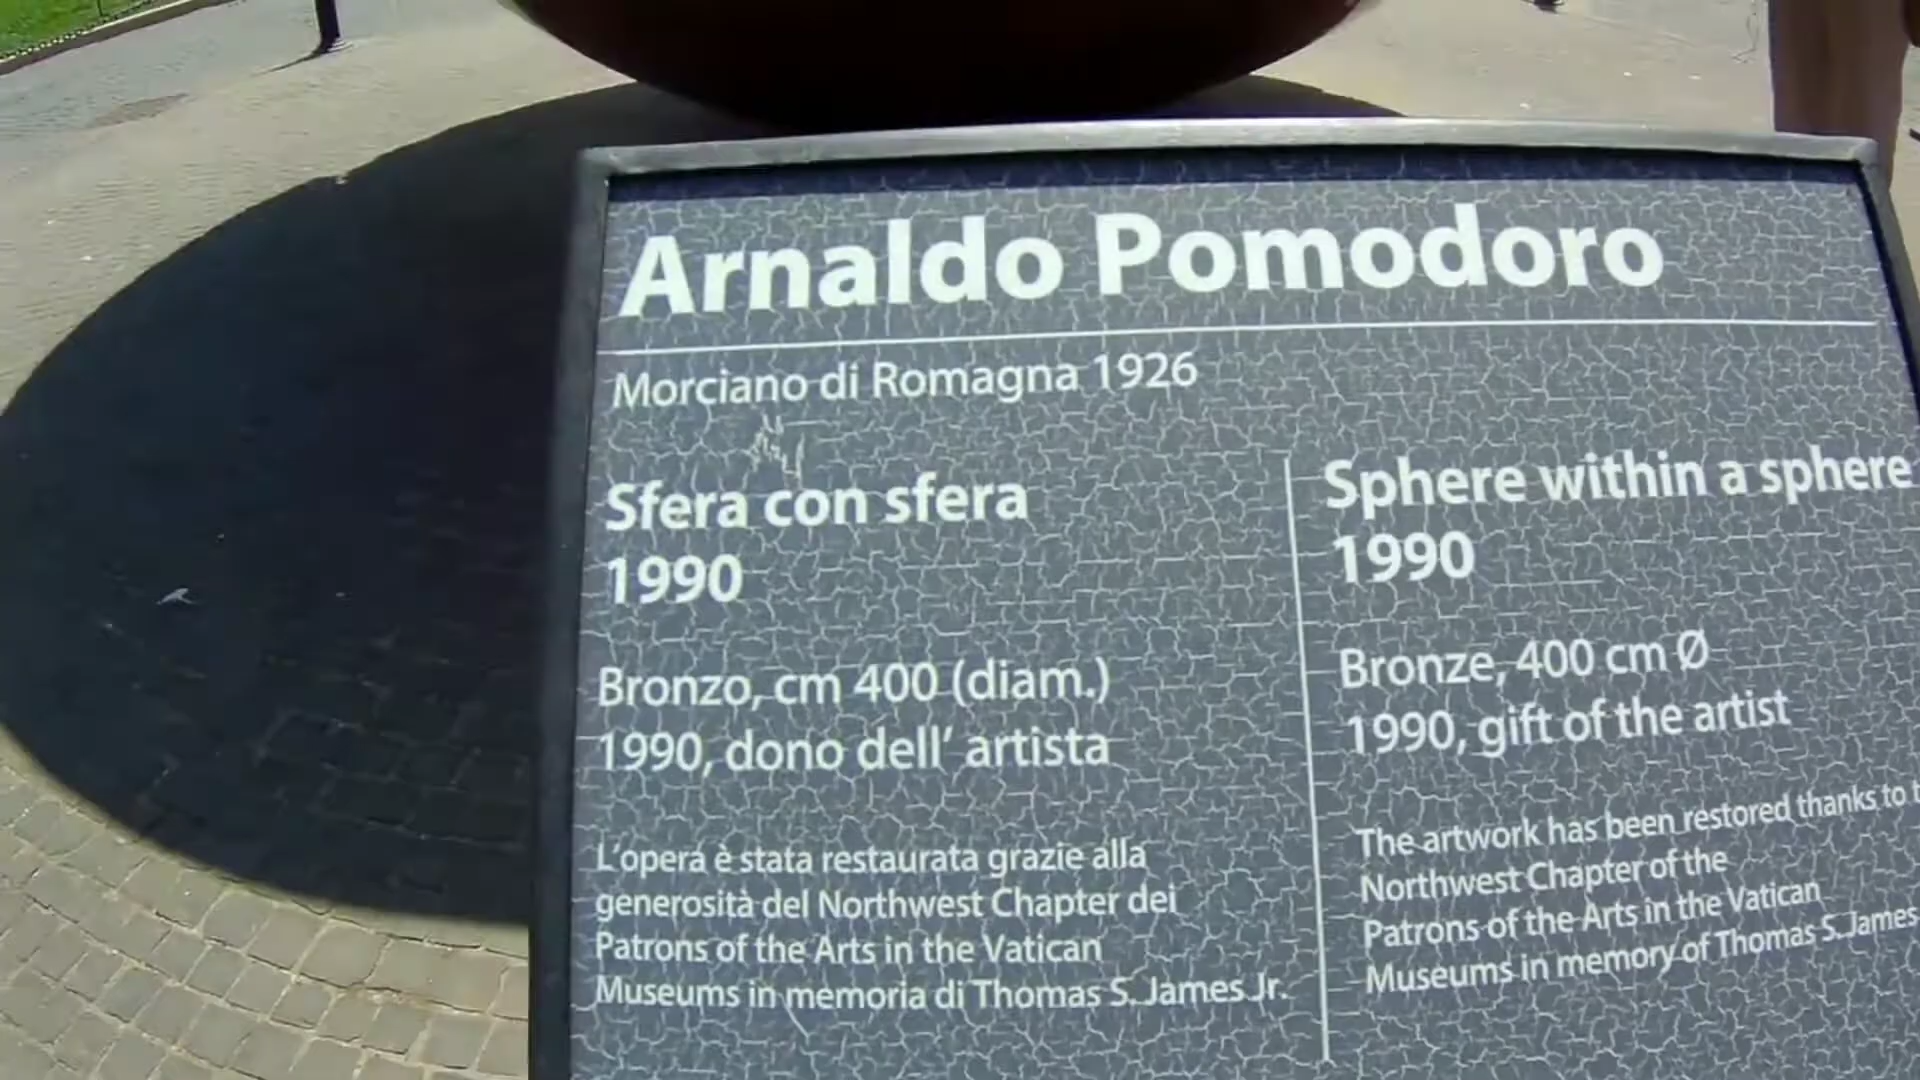 Arnaldo Pomodoro
Morciano di Romagna 1926
Sfera con sfera
1990
Bronzo, cm 400 (diam.)
1990, dono dell’ artista
L’opera è stata restaurata grazie alla
generosità del Northwest Chapter dei
Patrons of the Arts in the Vatican
Museums in memoria di Thomas S. James Jr.
Sphere within a sphere
1990
Bronze, 400 cm Ø
1990, gift of the artist
The artwork has been restored thanks to
Northwest Chapter of the
Patrons of the Arts in the Vatican
Museums in memory of Thomas S. James